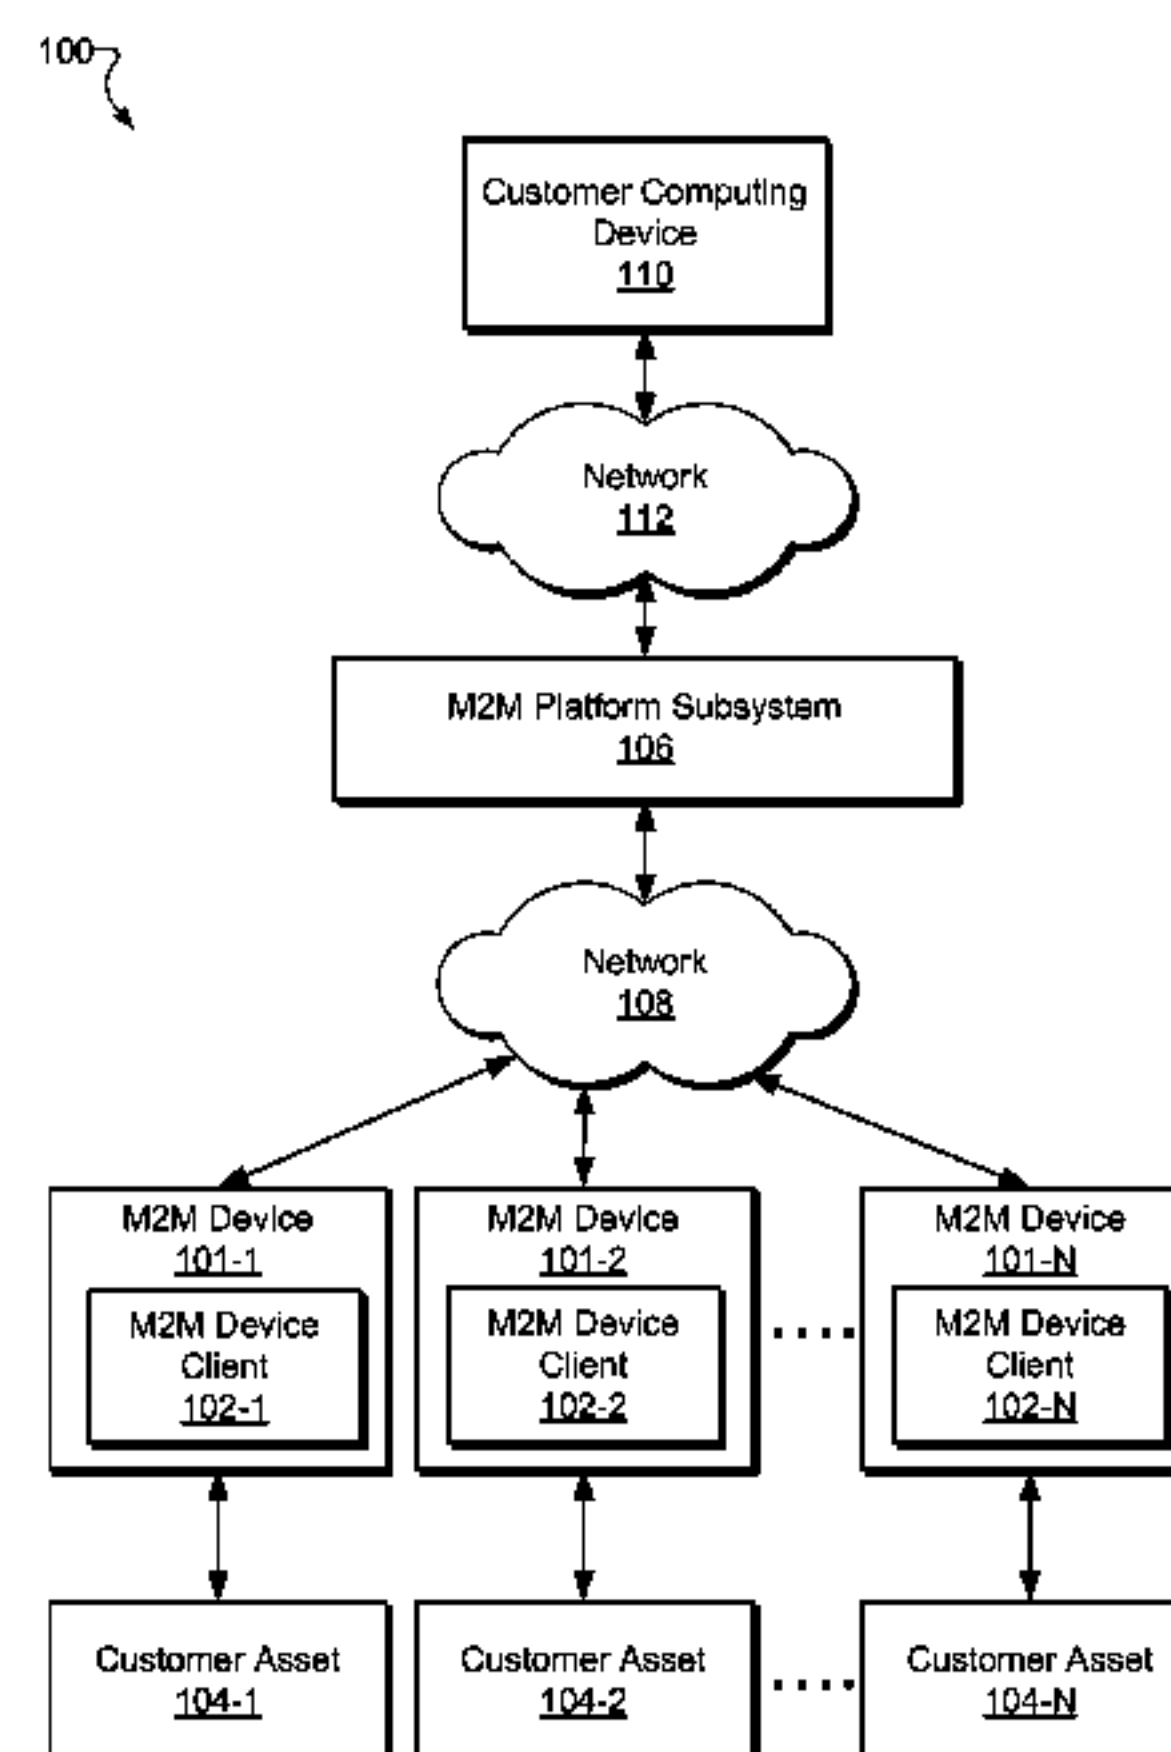 100
Customer Computing
Device
110
Network
112
M2M Platform Subsystem
106
Network
108
M2M Device
101-1
M2M Device
Client
102-1
M2M Device
101-2
M2M Device
Client
102-2
M2M Device
101-N
M2M Device
Client
102-N
Customer Asset
104-1
Customer Asset
104-2
Customer Asset
104-N